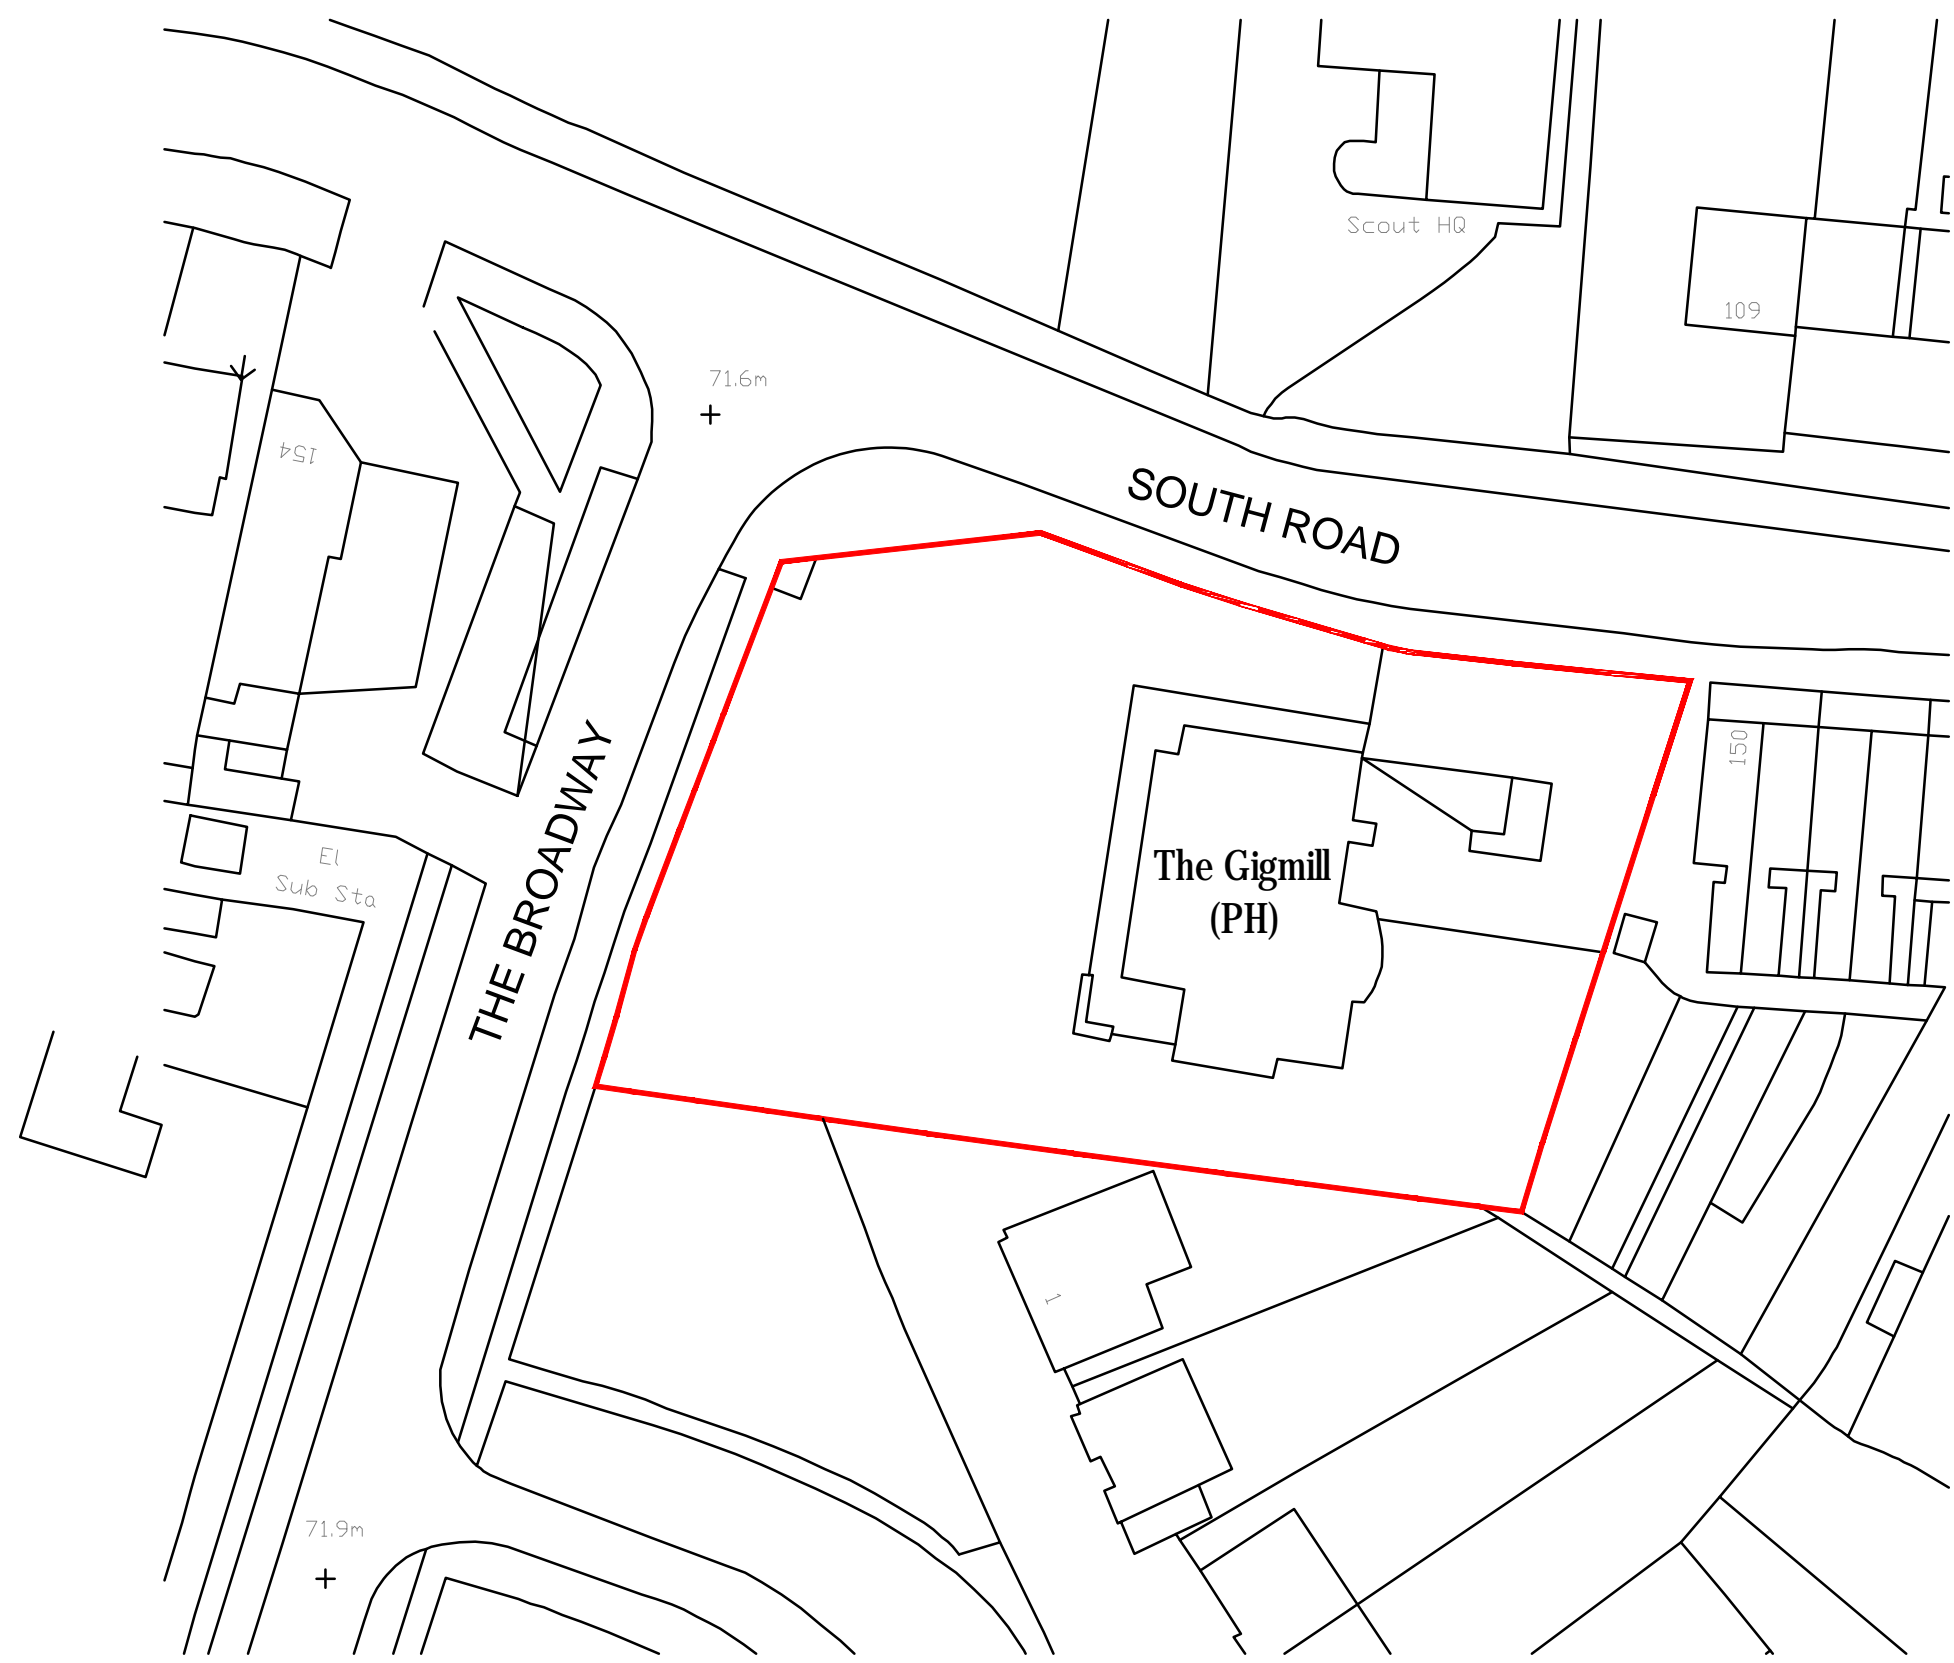 Scout HQ
109
71.6m
154
SOUTH ROAD
150
THE BROADWAY
The Gigmill
(PH)
El
Sub Sta
1
71.9m